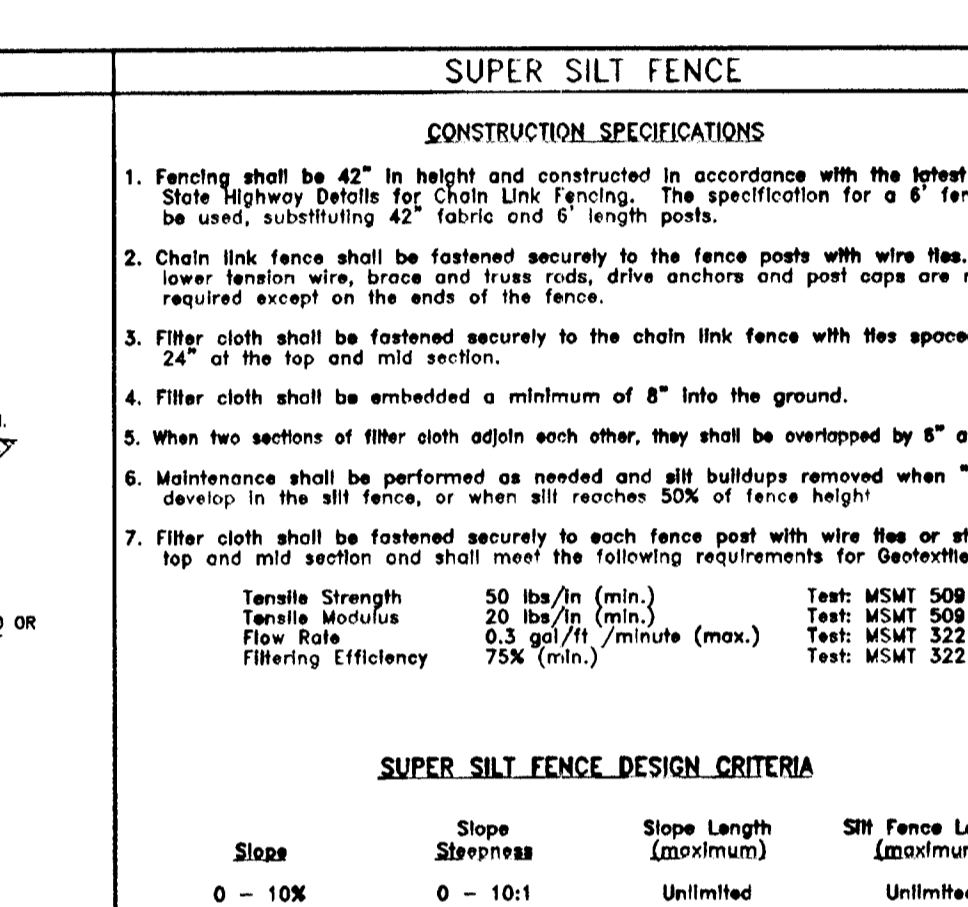 SUPER SILT FENCE
CONSTRUCTION SPECIFICATIONS
1. Fencing shall be 42" in height and constructed in accordance with the latest
State Highway Details for Chain Link Fencing. The specification for a 6' fen
be used, substituting 42" fabric and 6' length posts.
2. Chain link fence shall be fastened securely to the fence posts with wire ties.
lower tension wire, brace and truss rods, drive anchors and post caps are
required except on the ends of the fence.
3. Filter cloth shall be fastened securely to the chain link fence with ties space
24" at the top and mid section.
4. Filter cloth shall be embedded a minimum of 8" into the ground.
5. When two sections of filter cloth adjoin each other, they shall be overlapped by 6" a
6. Maintenance shall be performed as needed and silt buildups removed when "
develop in the silt fence, or when silt reaches 50% of fence height
7. Filter cloth shall be fastened securely to each fence post with wire ties or st
top and mid section and shall meet the following requirements for Geotextile
Tensile Strength 50 lbs/in (min.) Test: MSMT 509
Tensile Modulus 20 lbs/in (min.) Test: MSMT 509
OR
Flow Rate 0.3 gal/ft /minute (max.) Test: MSMT 322
Filtering Efficiency 75% (min.) Test: MSMT 322
SUPER SILT FENCE DESIGN CRITERIA
Slope Slope Length Silt Fence L
Slope Steepness (maximum) (maximu
0 - 10% 0 - 10:1 Unlimited Unlimited